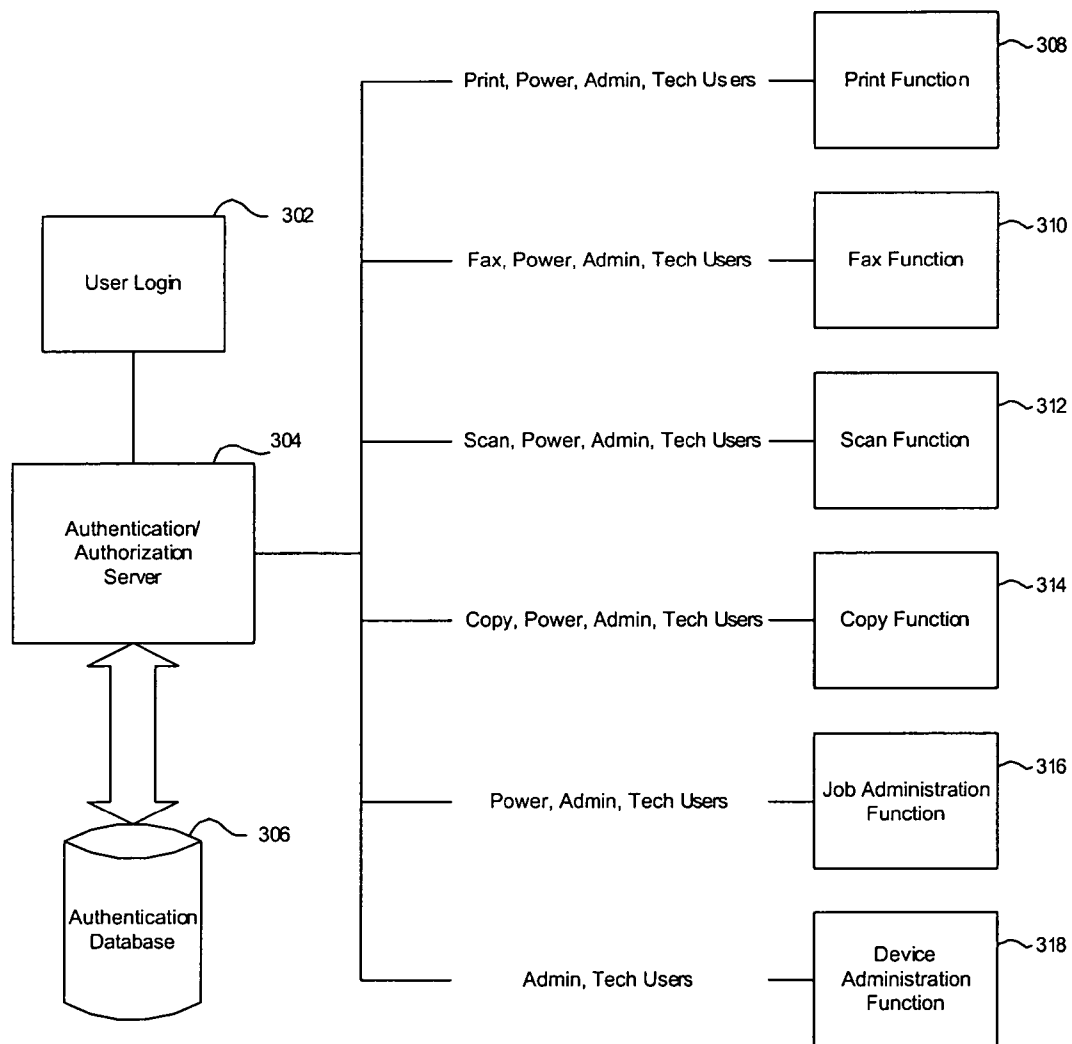 302
User Login
304
Authentication/
Authorization
Server
306
Authentication
Database
Print, Power, Admin, Tech Users
Print Function
308
Fax, Power, Admin, Tech Users
Fax Function
310
Scan, Power, Admin, Tech Users
Scan Function
312
Copy, Power, Admin, Tech Users
Copy Function
314
Power, Admin, Tech Users
Job Administration
Function
316
Admin, Tech Users
Device
Administration
Function
318